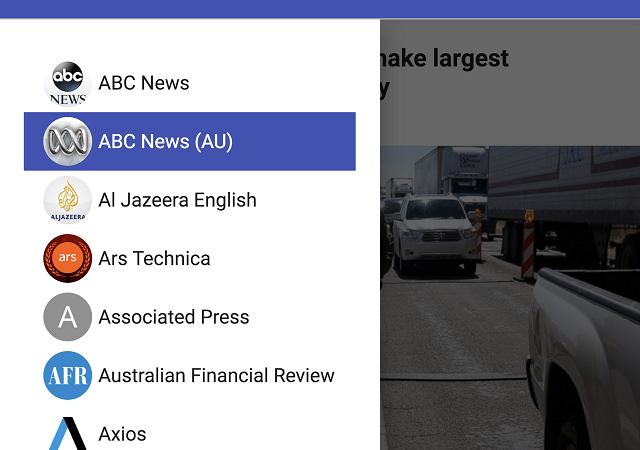 make largest
y
abc
NEWS
ABC News
ABC News (AU)
ALJAZEERA
Al Jazeera English
ars
Ars Technica
A
Associated Press
AFR
Australian Financial Review
Axios